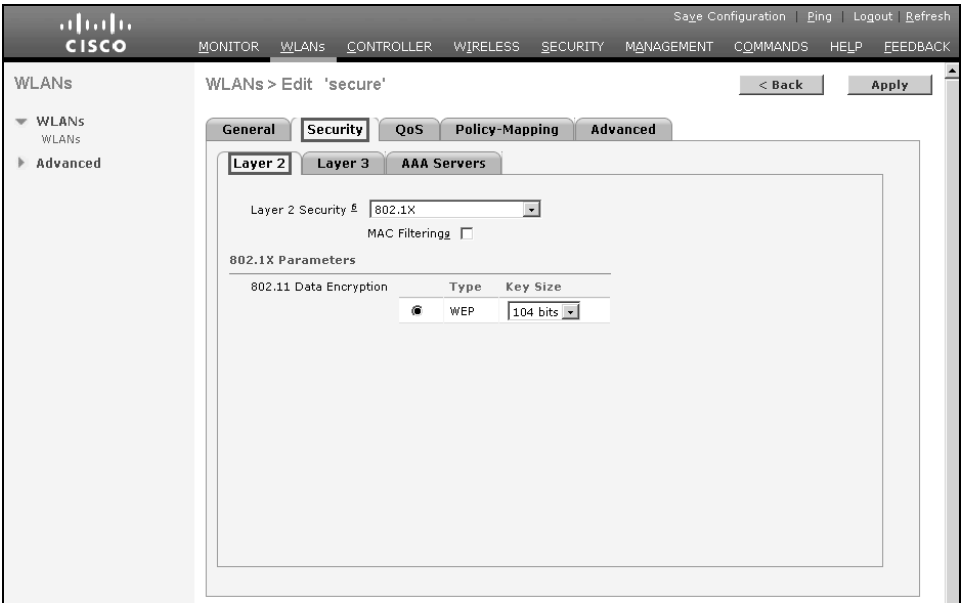 Save Configuration | Ping | Logout | Refresh
CISCO
MONITOR WLANs CONTROLLER WIRELESS SECURITY MANAGEMENT COMMANDS HELP FEEDBACK
WLANs
WLANs > Edit 'secure'
< Back
Apply
WLANs
WLANs
Advanced
General Security QoS Policy-Mapping Advanced
Layer 2 Layer 3 AAA Servers
Layer 2 Security 6 802.1X
MAC Filtering
802.1X Parameters
802.11 Data Encryption Type Key Size
WEP 104 bits